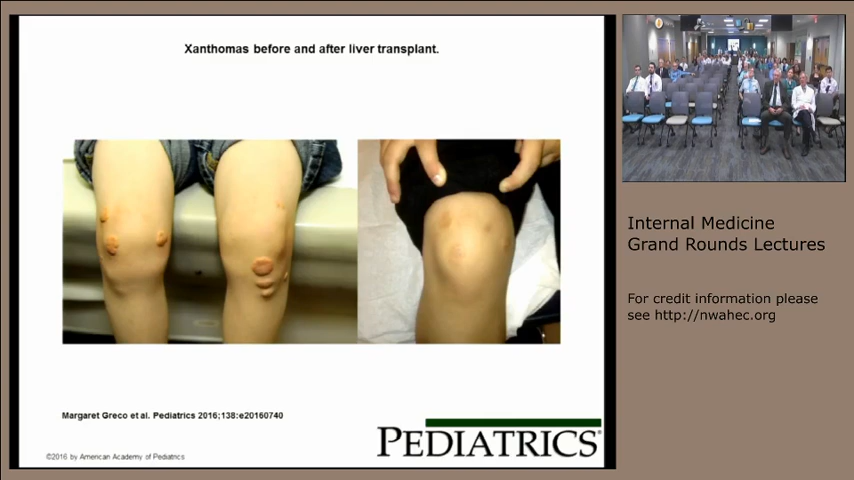 Xanthomas before and after liver transplant.
Margaret Greco et al. Pediatrics 2016;138:e20160740
PEDIATRICS®
©2016 by American Academy of Pediatrics
Internal Medicine
Grand Rounds Lectures
For credit information please
see http://nwahec.org